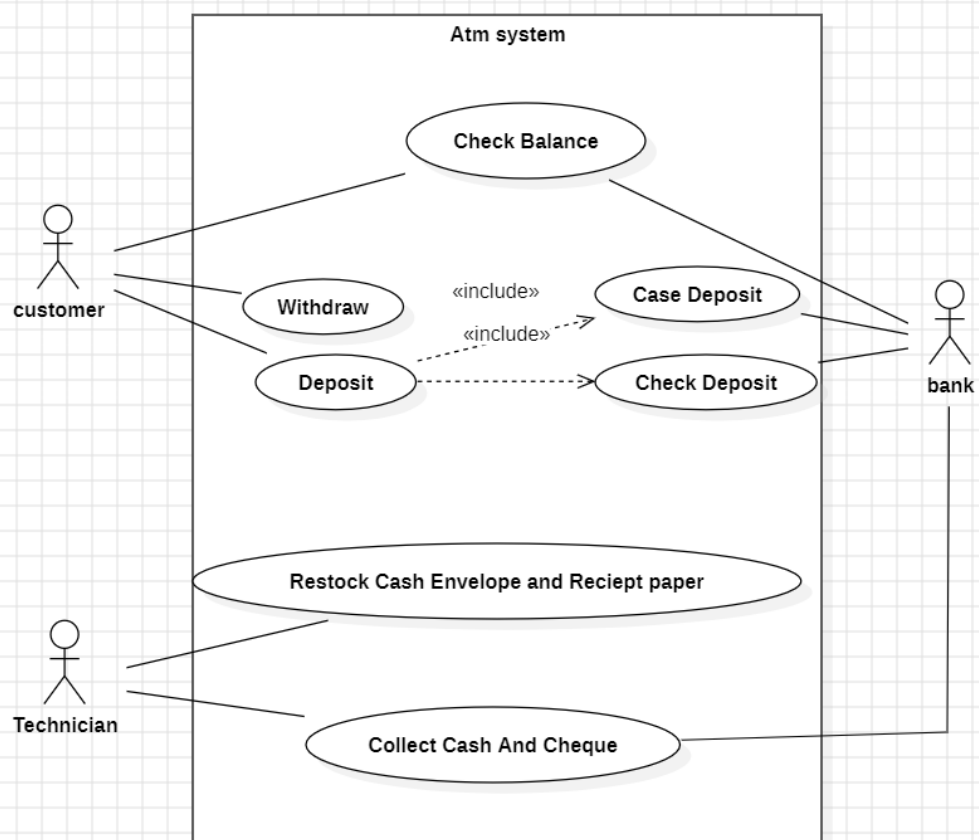 Atm system
Check Balance
customer
Withdraw
«include»
Case Deposit
«include»
Deposit
Check Deposit
bank
Restock Cash Envelope and Reciept paper
Technician
Collect Cash And Cheque